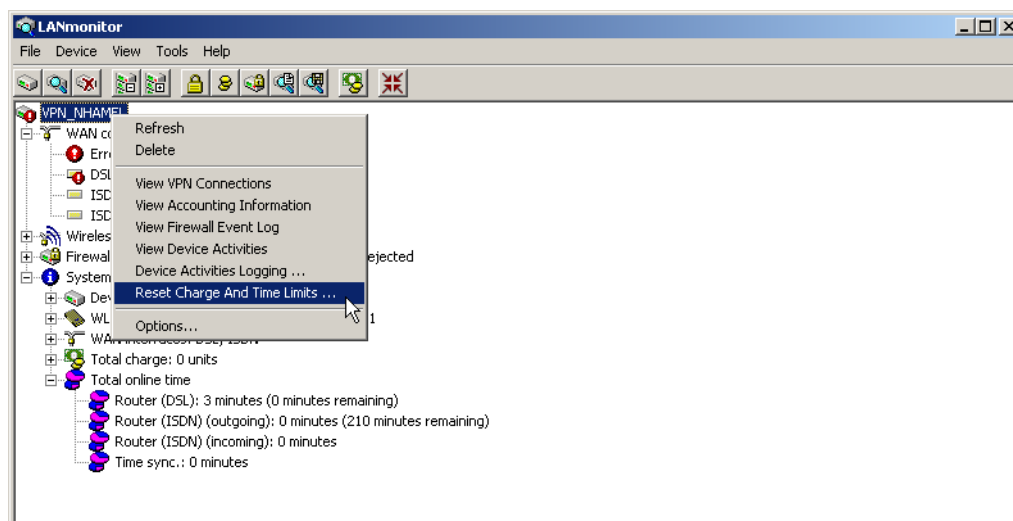 LANmonitor
File Device View Tools Help
VPN_NHAMEL
WAN
Refresh
Delete
View VPN Connections
View Accounting Information
View Firewall Event Log
View Device Activities
Device Activities Logging ...
Reset Charge And Time Limits ...
Options...
DSL
ejected
System
1
Total charge: 0 units
Total online time
Router (DSL): 3 minutes (0 minutes remaining)
Router (ISDN) (outgoing): 0 minutes (210 minutes remaining)
Router (ISDN) (incoming): 0 minutes
Time sync.: 0 minutes